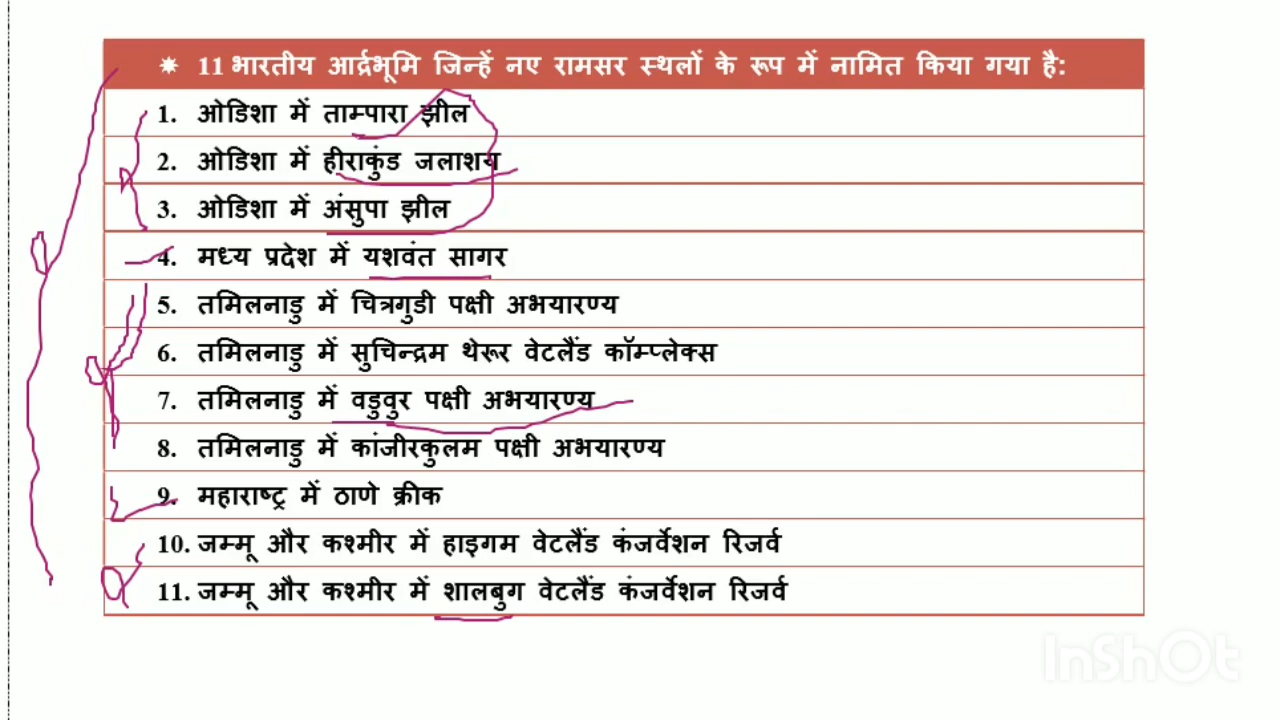 ✶ 11 भारतीय आर्द्रभूमि जिन्हें नए रामसर स्थलों के रूप में नामित किया गया है:
1. ओडिशा में ताम्पारा झील
2. ओडिशा में हीराकुंड जलाशय
3. ओडिशा में अंसुपा झील
4. मध्य प्रदेश में यशवंत सागर
5. तमिलनाडु में चित्रगुडी पक्षी अभयारण्य
6. तमिलनाडु में सुचिन्द्रम थेरूर वेटलैंड कॉम्प्लेक्स
7. तमिलनाडु में वडुवुर पक्षी अभयारण्य
8. तमिलनाडु में कांजीरकुलम पक्षी अभयारण्य
9. महाराष्ट्र में ठाणे क्रीक
10. जम्मू और कश्मीर में हाइगम वेटलैंड कंजर्वेशन रिजर्व
11. जम्मू और कश्मीर में शालबुग वेटलैंड कंजर्वेशन रिजर्व
InShOt